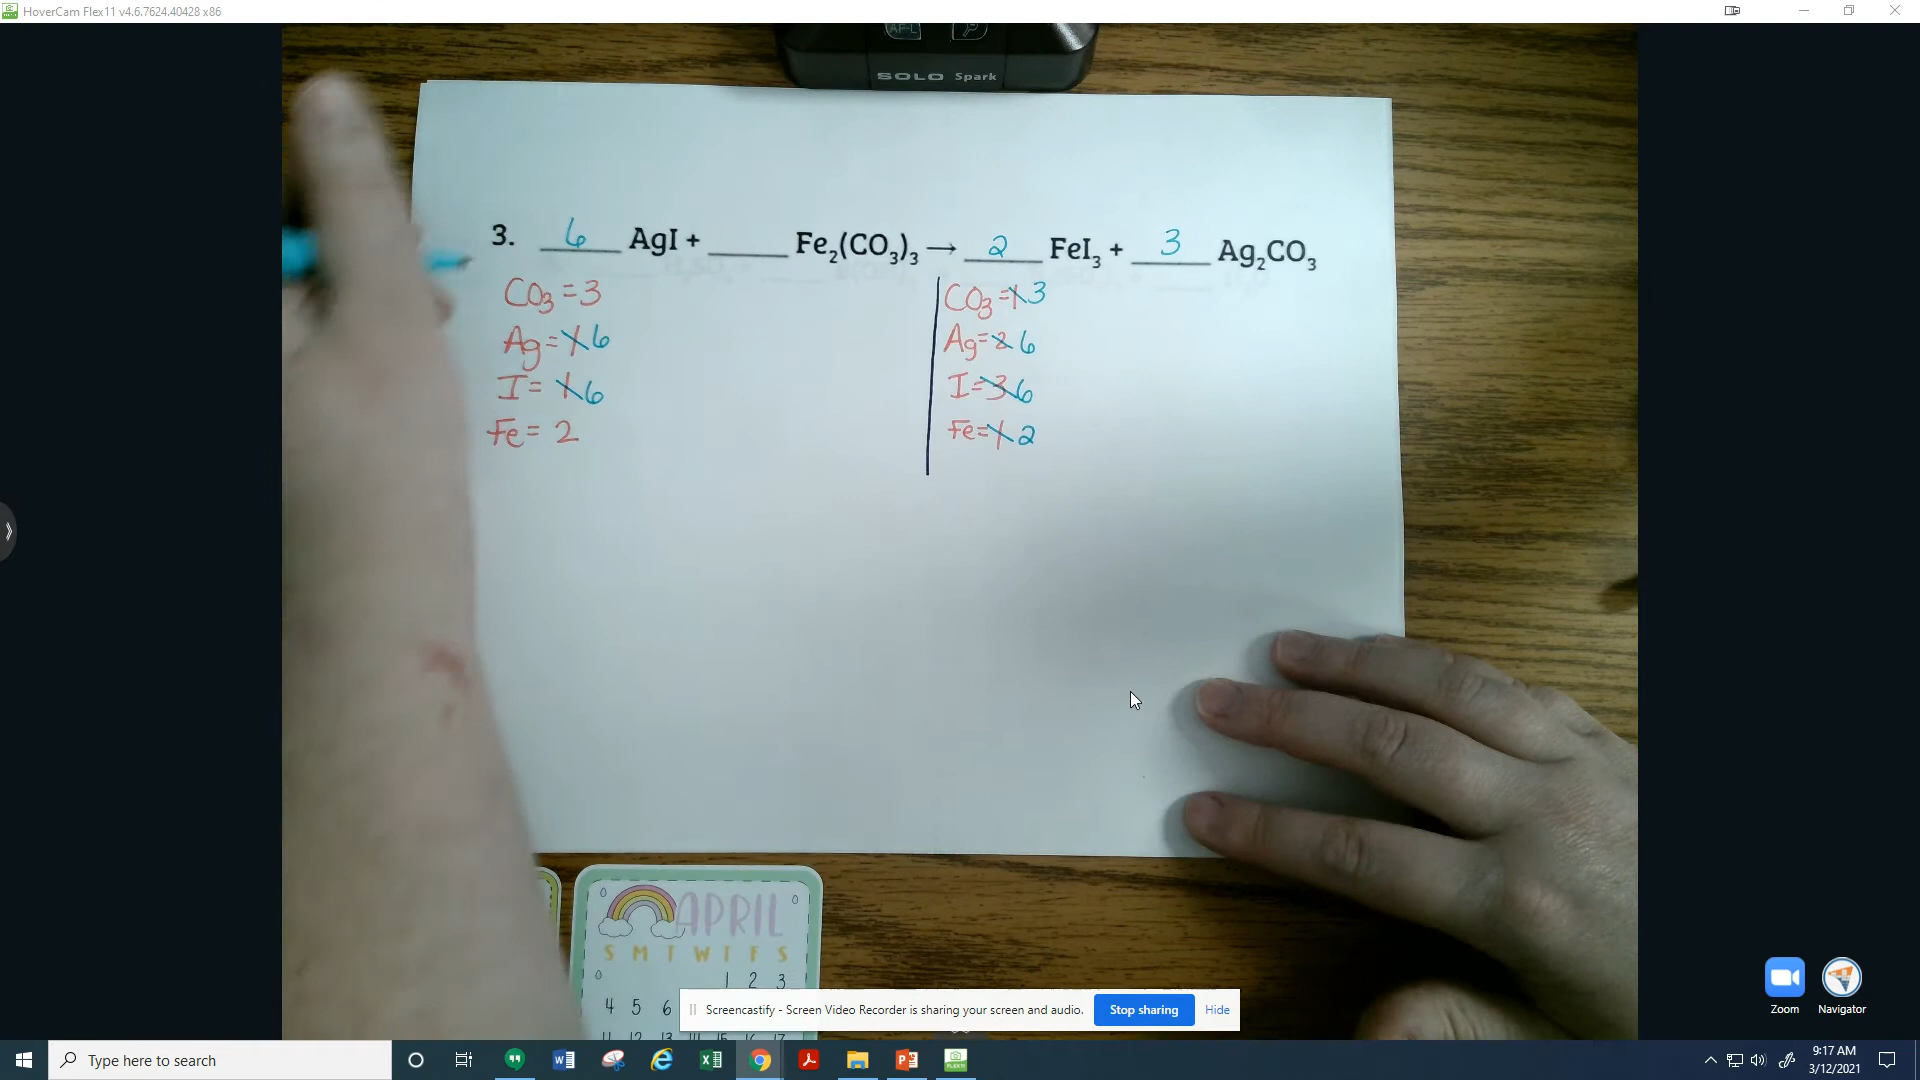 HoverCam Flex11 v4.6.7624.40428 x86
AF-L
SOLO Spark
3. 6 AgI + ____ Fe₂(CO₃)₃ → 2 FeI₃ + 3 Ag₂CO₃
CO₃ = 3
Ag = 1 6
I = 1 6
Fe = 2
CO₃ = 1 3
Ag = 2 6
I = 3 6
Fe = 1 2
APRIL
S M T W T F S
1 2 3
4 5 6
Screencastify - Screen Video Recorder is sharing your screen and audio. Stop sharing Hide
Zoom
Navigator
Type here to search
9:17 AM
3/12/2021